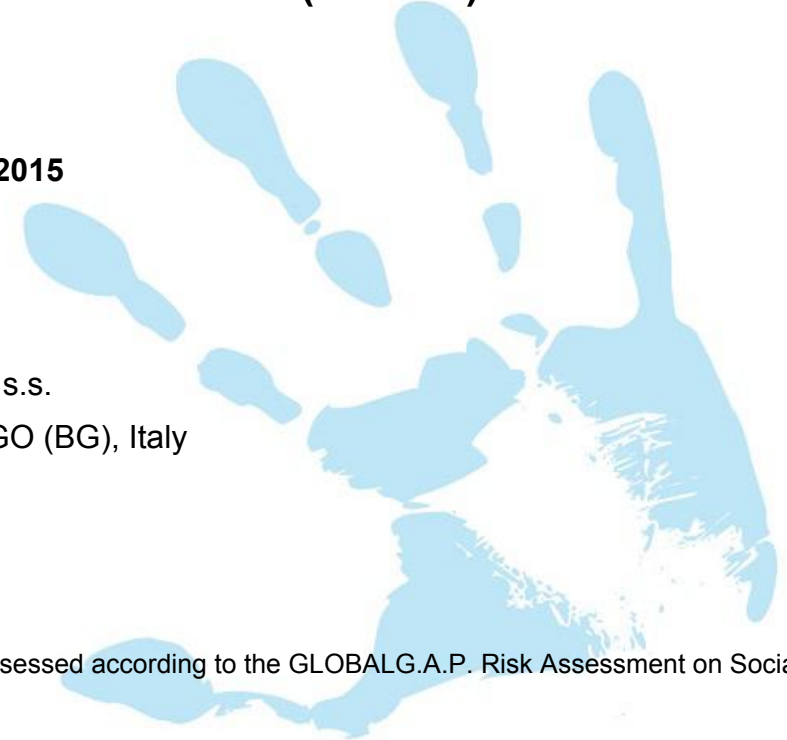 2015
s.s.
GO (BG), Italy
sessed according to the GLOBALG.A.P. Risk Assessment on Socia